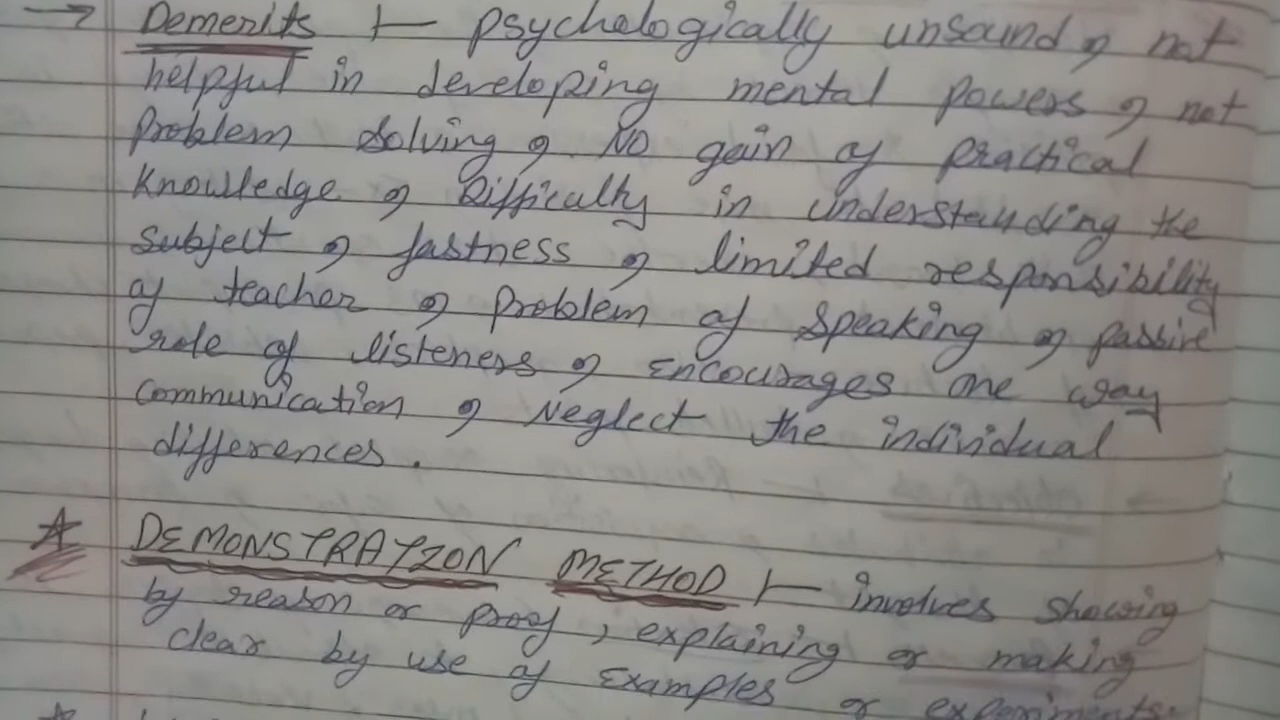 → Demerits :- psychologically unsound, not
helpful in developing mental powers, not
problem solving, No gain of practical
Knowledge, Difficulty in understanding the
subject, fastness, limited responsibility
of teacher, Problem of Speaking, passive
role of listeners, Encourages one way
communication, Neglect the individual
differences.
☆ DEMONSTRATION METHOD :- involves showing
by reason or proof, explaining or making
clear by use of Examples or experiments.